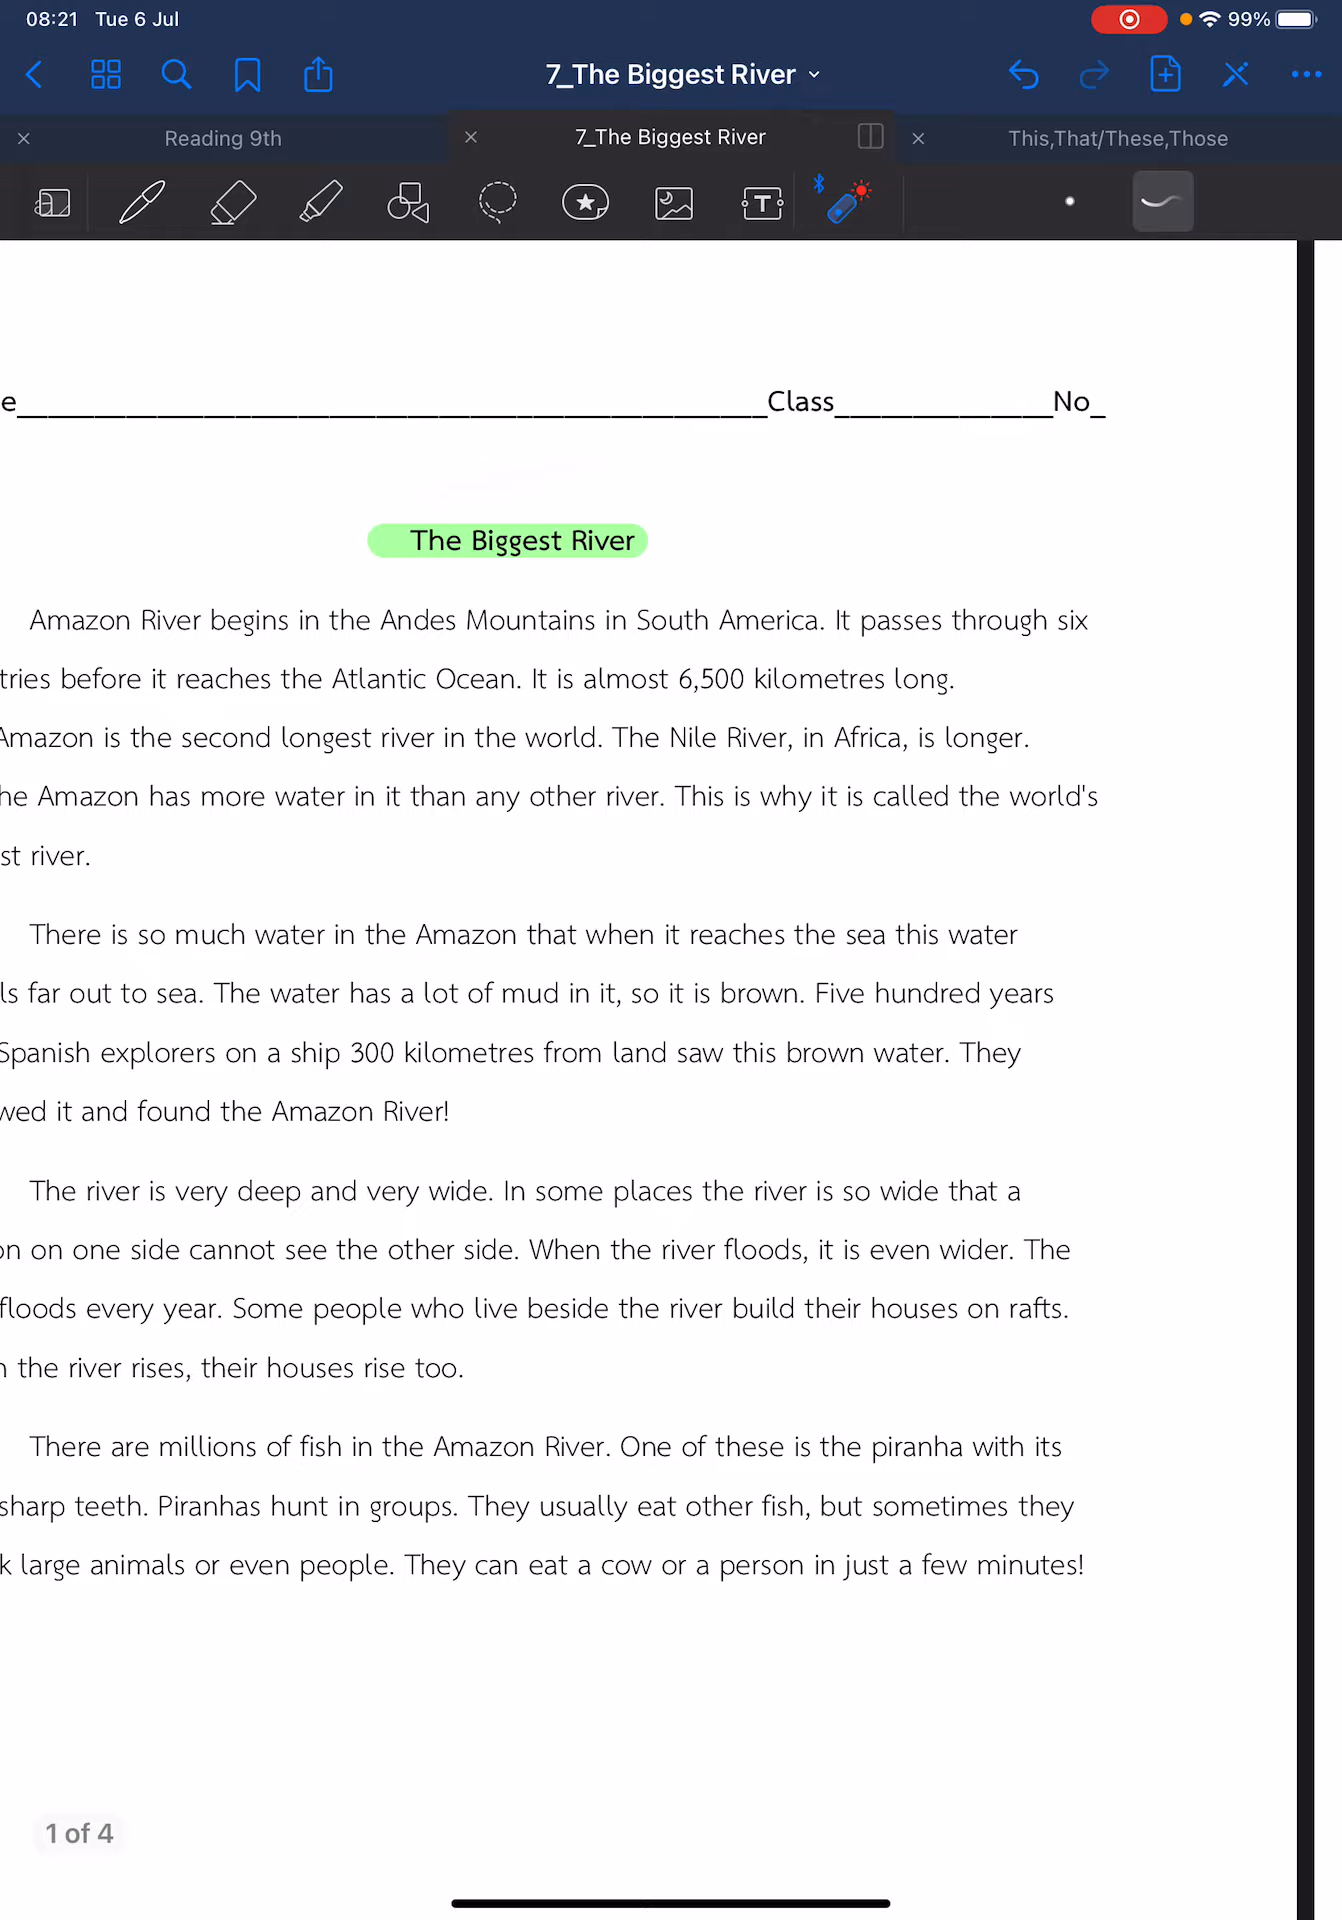 08:21 Tue 6 Jul 99%
7_The Biggest River
Reading 9th 7_The Biggest River This,That/These,Those
T
e Class No_
The Biggest River
Amazon River begins in the Andes Mountains in South America. It passes through six
tries before it reaches the Atlantic Ocean. It is almost 6,500 kilometres long.
Amazon is the second longest river in the world. The Nile River, in Africa, is longer.
he Amazon has more water in it than any other river. This is why it is called the world's
st river.
There is so much water in the Amazon that when it reaches the sea this water
ls far out to sea. The water has a lot of mud in it, so it is brown. Five hundred years
Spanish explorers on a ship 300 kilometres from land saw this brown water. They
wed it and found the Amazon River!
The river is very deep and very wide. In some places the river is so wide that a
on on one side cannot see the other side. When the river floods, it is even wider. The
floods every year. Some people who live beside the river build their houses on rafts.
n the river rises, their houses rise too.
There are millions of fish in the Amazon River. One of these is the piranha with its
sharp teeth. Piranhas hunt in groups. They usually eat other fish, but sometimes they
k large animals or even people. They can eat a cow or a person in just a few minutes!
1 of 4